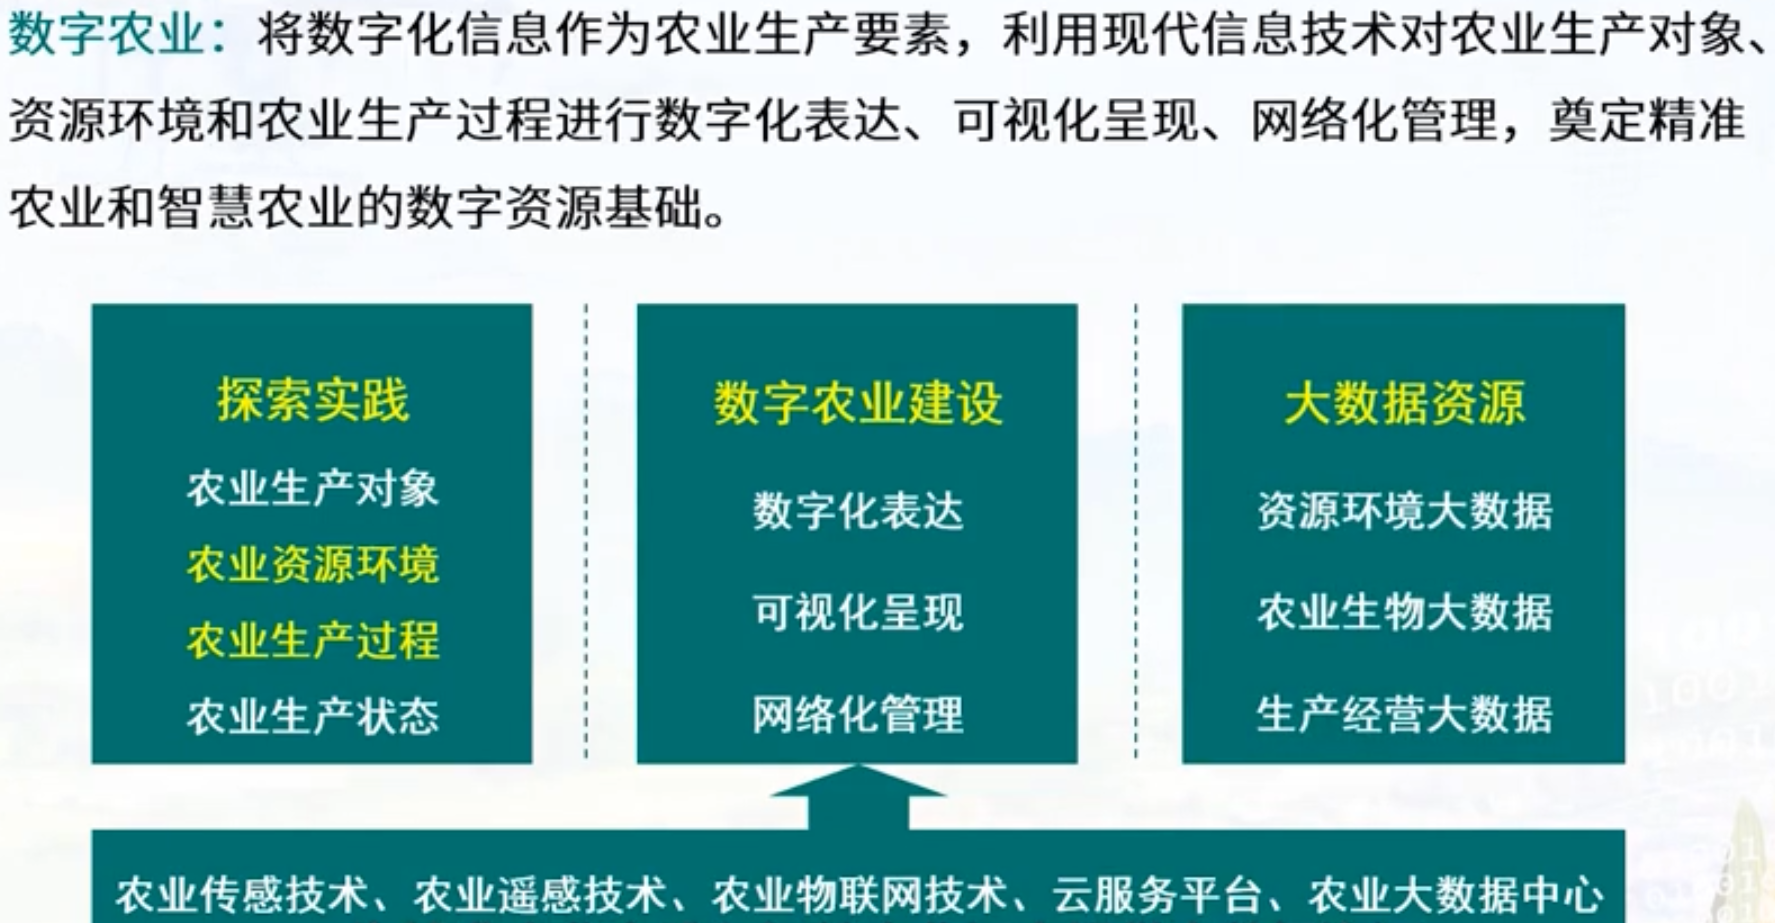 数字农业：将数字化信息作为农业生产要素，利用现代信息技术对农业生产对象、
资源环境和农业生产过程进行数字化表达、可视化呈现、网络化管理，奠定精准
农业和智慧农业的数字资源基础。
探索实践
农业生产对象
农业资源环境
农业生产过程
农业生产状态
数字农业建设
数字化表达
可视化呈现
网络化管理
大数据资源
资源环境大数据
农业生物大数据
生产经营大数据
农业传感技术、农业遥感技术、农业物联网技术、云服务平台、农业大数据中心